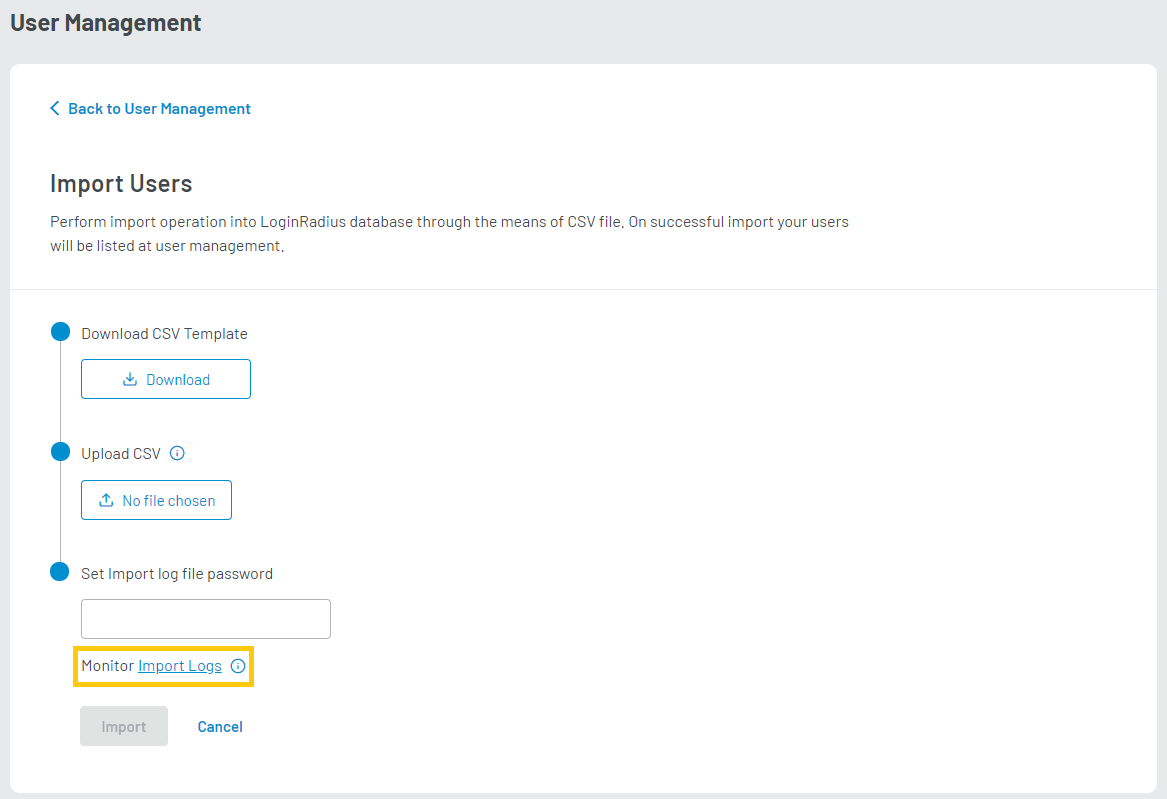 User Management
Back to User Management
Import Users
Perform import operation into LoginRadius database through the means of CSV file. On successful import your users
will be listed at user management.
Download CSV Template
Download
Upload CSV
No file chosen
Set Import log file password
Monitor Import Logs
Import Cancel